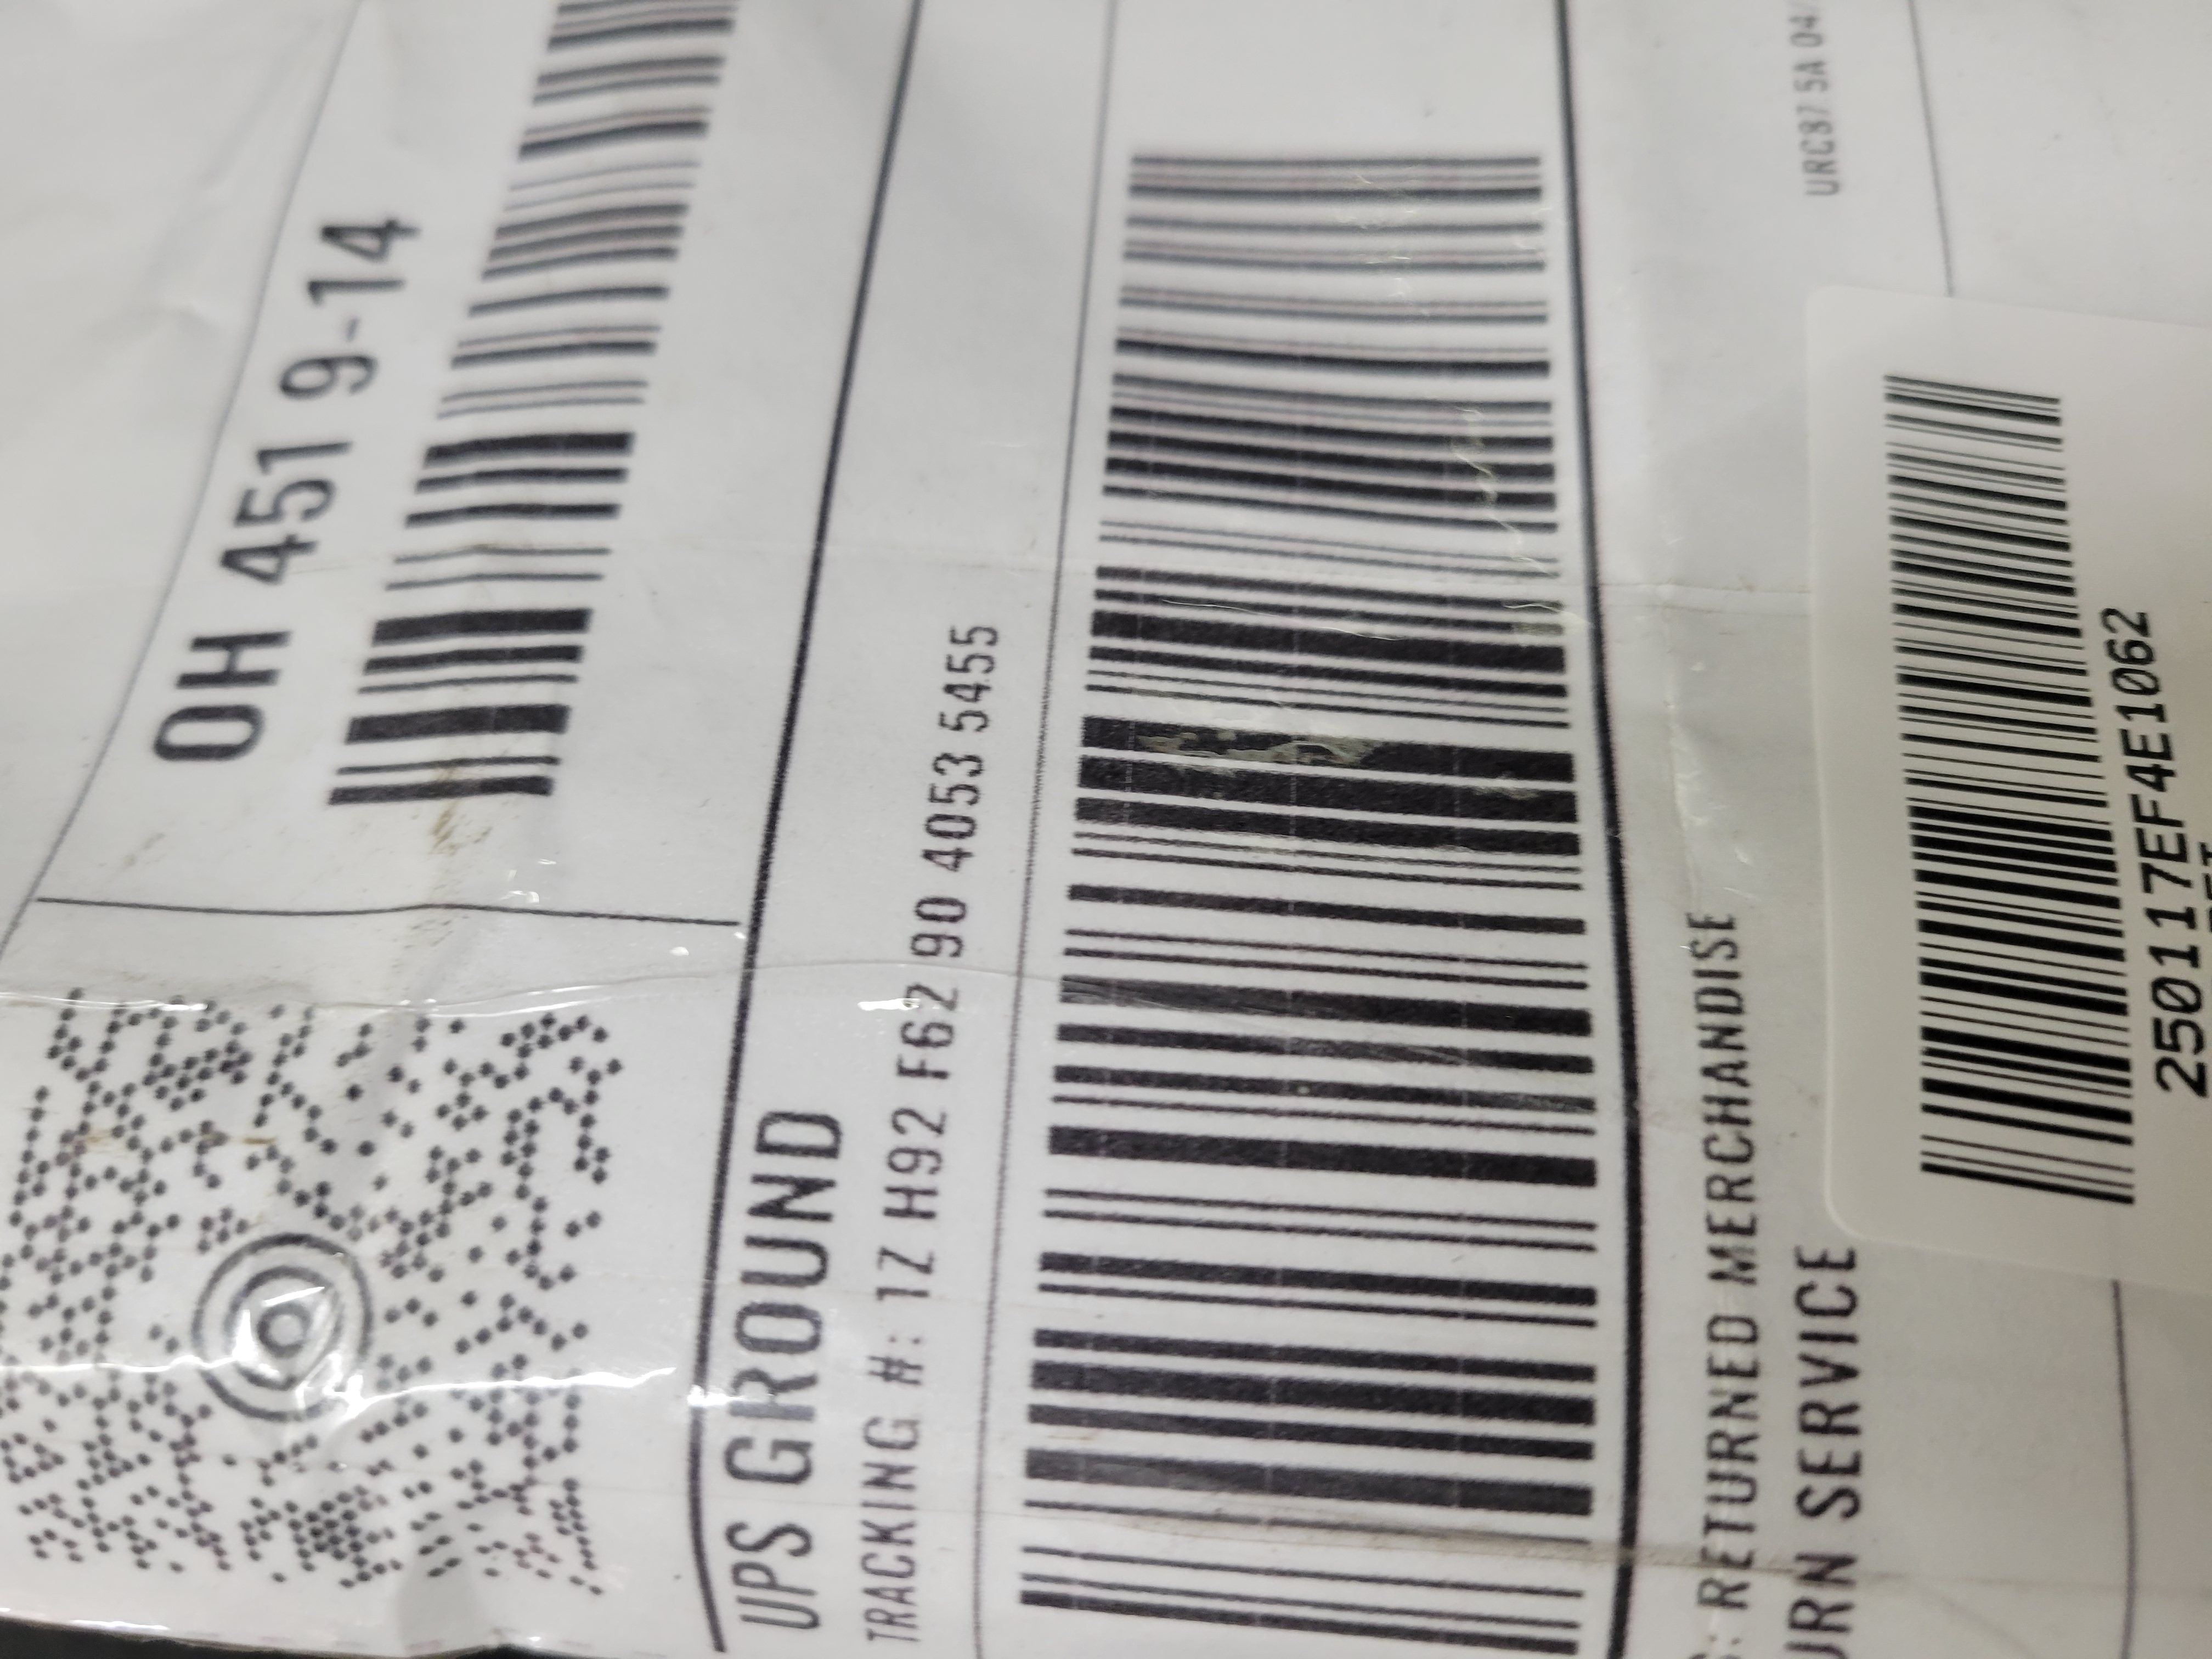 OH 451 9-14
UPS GROUND
TRACKING #: 1Z H92 F62 90 4053 5455
RETURNED MERCHANDISE
URN SERVICE
URC87 5A 04/
250117EF4E1062